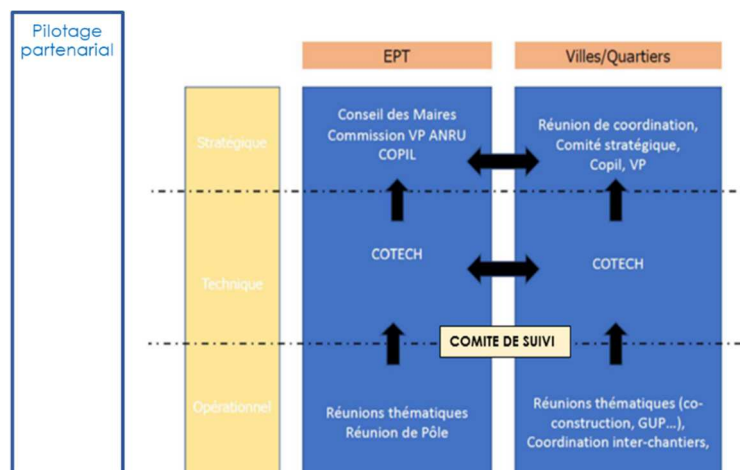 Pilotage
partenarial
EPT
Villes/Quartiers
Stratégique
Conseil des Maires
Commission VP ANRU
COPIL
Réunion de coordination,
Comité stratégique,
Copil, VP
Technique
COTECH
COTECH
COMITE DE SUIVI
Opérationnel
Réunions thématiques
Réunion de Pôle
Réunions thématiques (co-
construction, GUP...),
Coordination inter-chantiers,